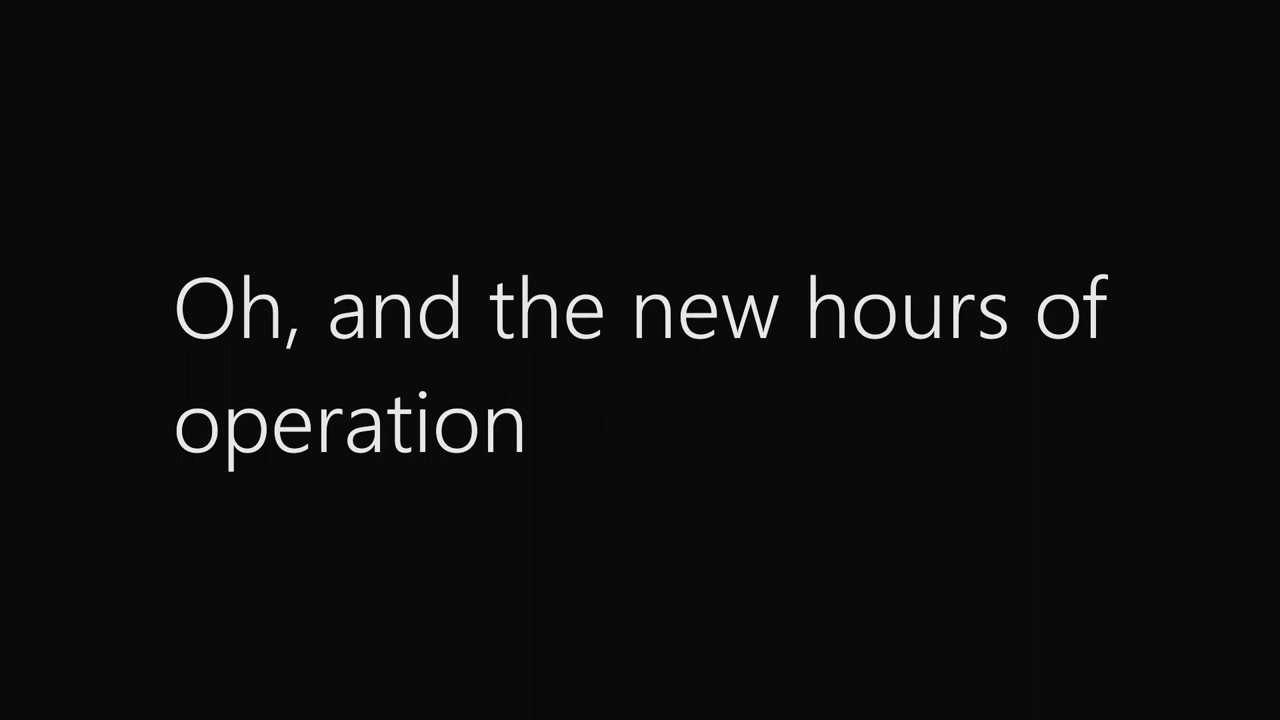 Oh, and the new hours of
operation